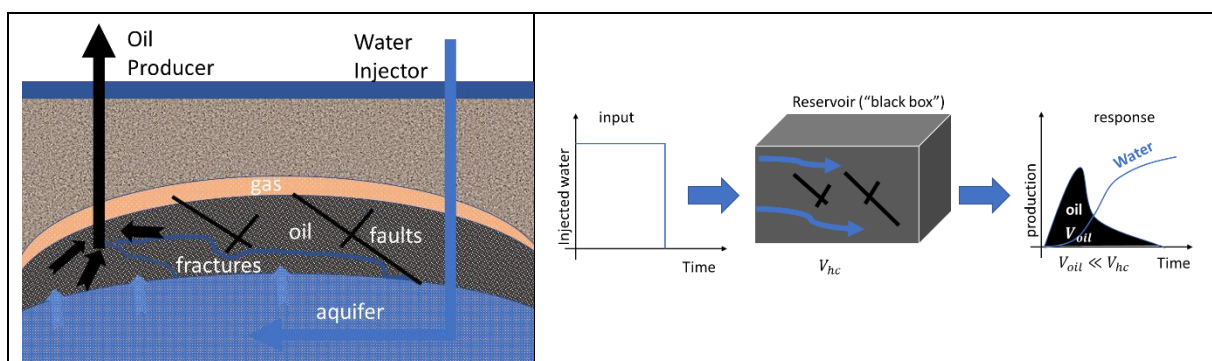 Oil
Producer
Water
Injector
gas
oil
faults
fractures
aquifer
input
Injected water
Time
Reservoir (“black box”)
V_hc
response
production
Water
oil
V_oil
V_oil ≪ V_hc
Time